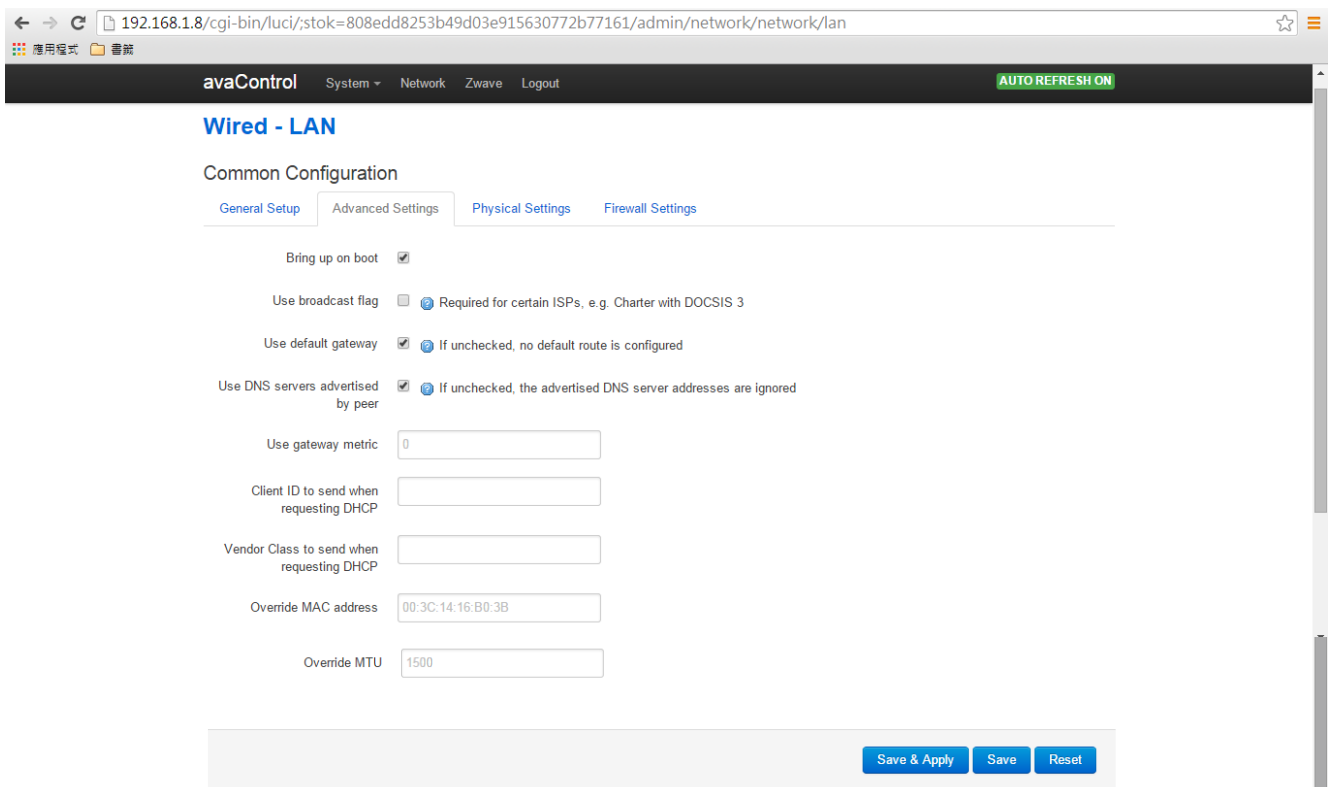 192.168.1.8/cgi-bin/luci/;stok=808edd8253b49d03e915630772b77161/admin/network/network/lan
應用程式 書籤
avaControl System Network Zwave Logout AUTO REFRESH ON
Wired - LAN
Common Configuration
General Setup Advanced Settings Physical Settings Firewall Settings
Bring up on boot
Use broadcast flag Required for certain ISPs, e.g. Charter with DOCSIS 3
Use default gateway If unchecked, no default route is configured
Use DNS servers advertised If unchecked, the advertised DNS server addresses are ignored
by peer
Use gateway metric 0
Client ID to send when
requesting DHCP
Vendor Class to send when
requesting DHCP
Override MAC address 00:3C:14:16:B0:3B
Override MTU 1500
Save & Apply Save Reset